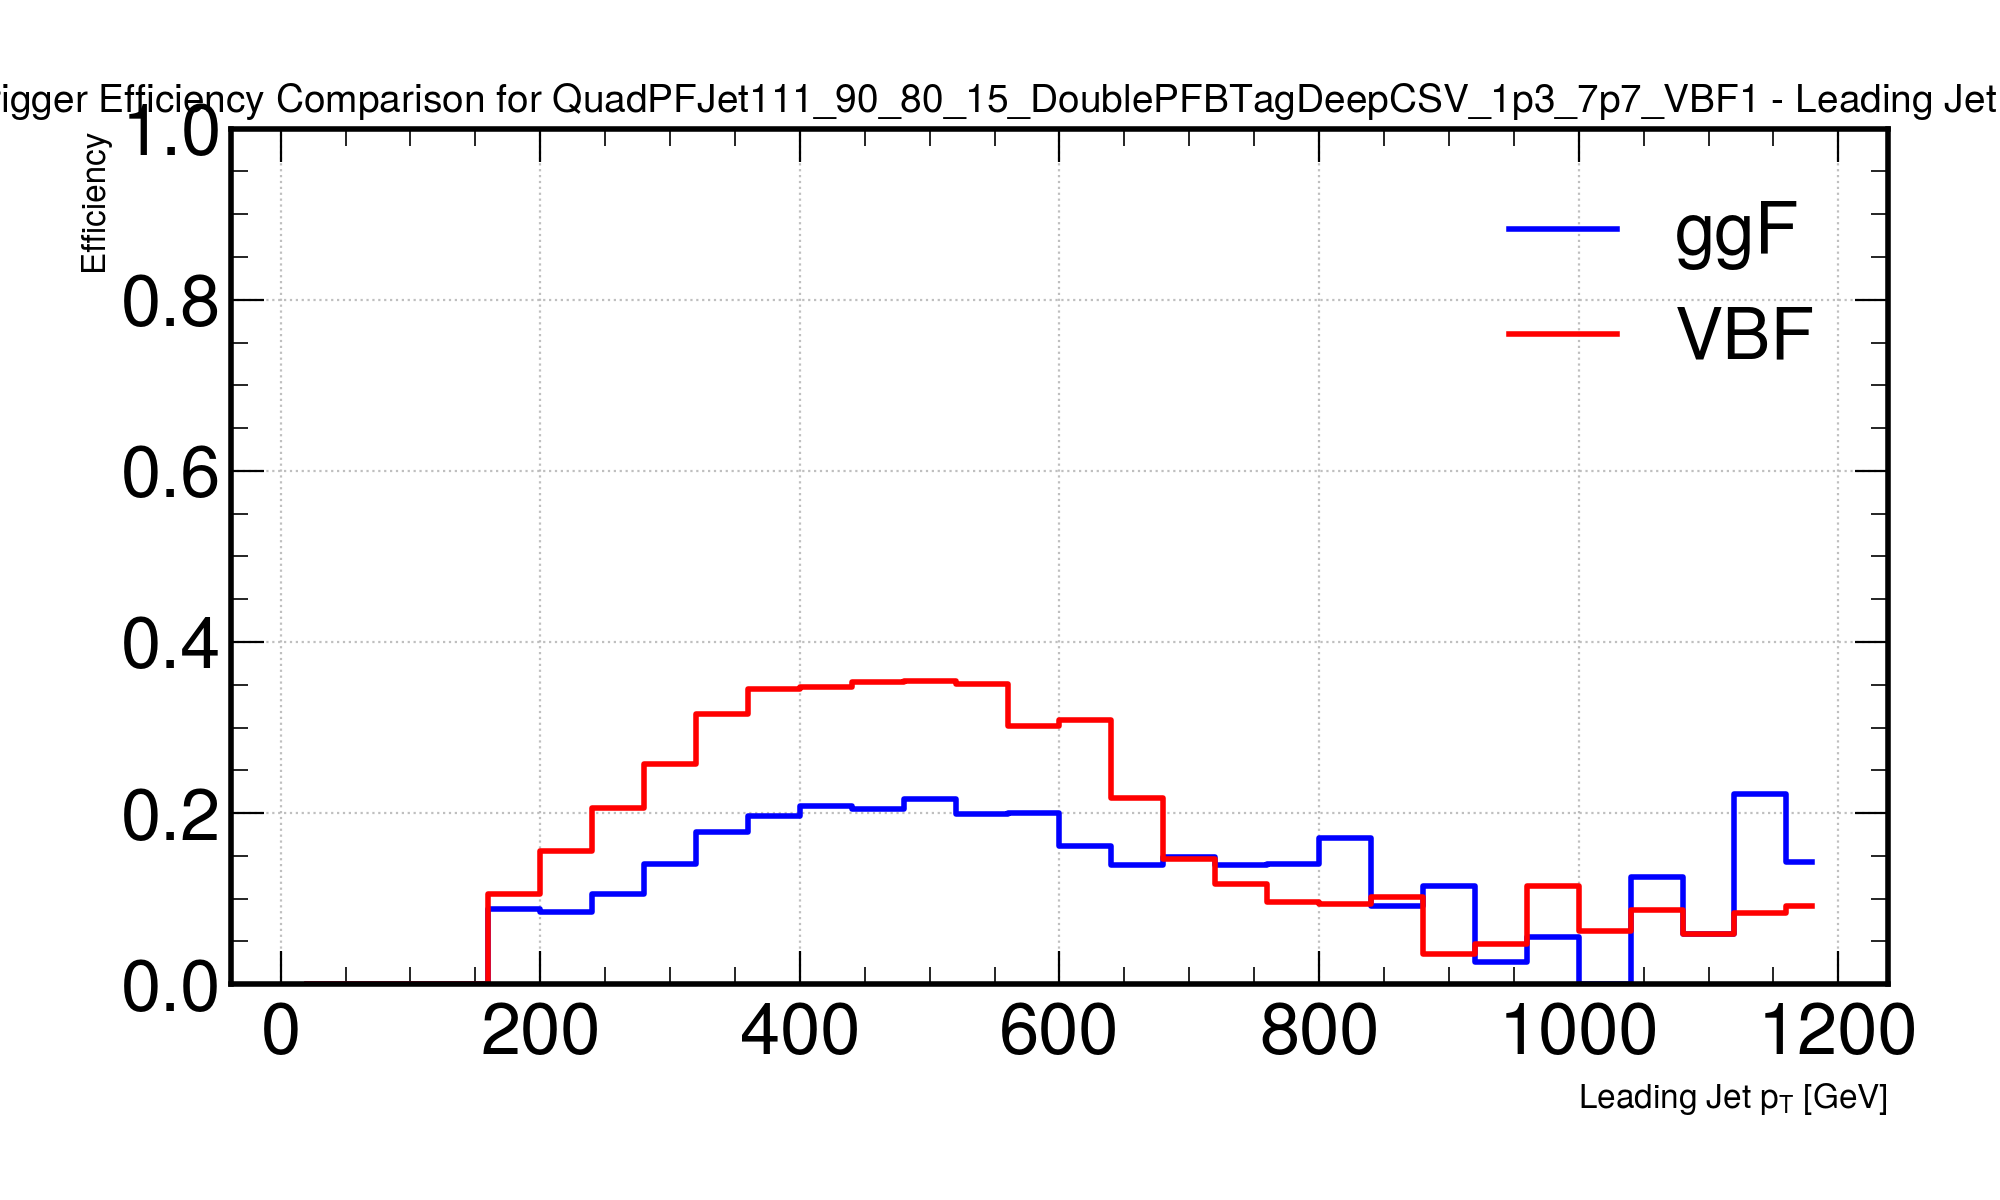 igger Efficiency Comparison for QuadPFJet111_90_80_15_DoublePFBTagDeepCSV_1p3_7p7_VBF1 - Leading Jet
Efficiency
1.0
0.8
0.6
0.4
0.2
0.0
ggF
VBF
0 200 400 600 800 1000 1200
Leading Jet pT [GeV]